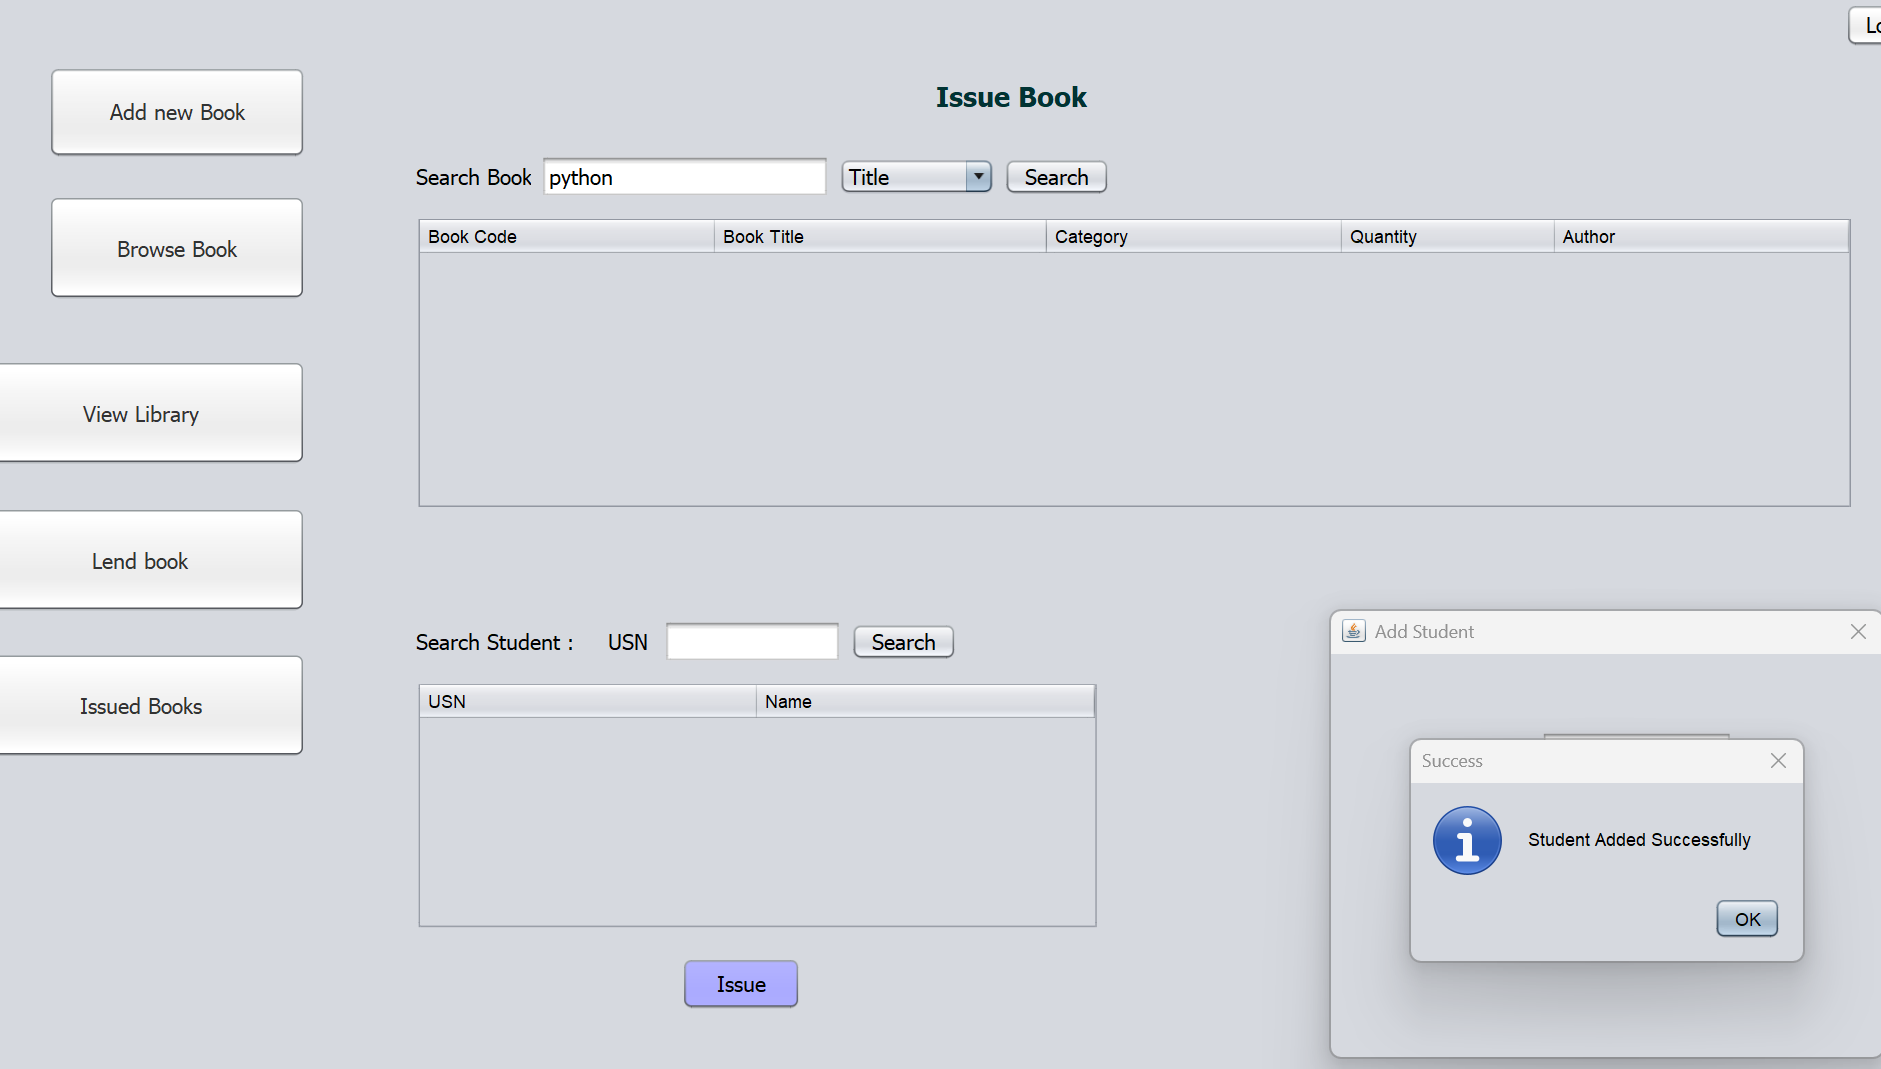 Add new Book
Browse Book
View Library
Lend book
Issued Books
Issue Book
Search Book python Title Search
Book Code Book Title Category Quantity Author
Search Student : USN Search
USN Name
Issue
Add Student
Success
Student Added Successfully
OK